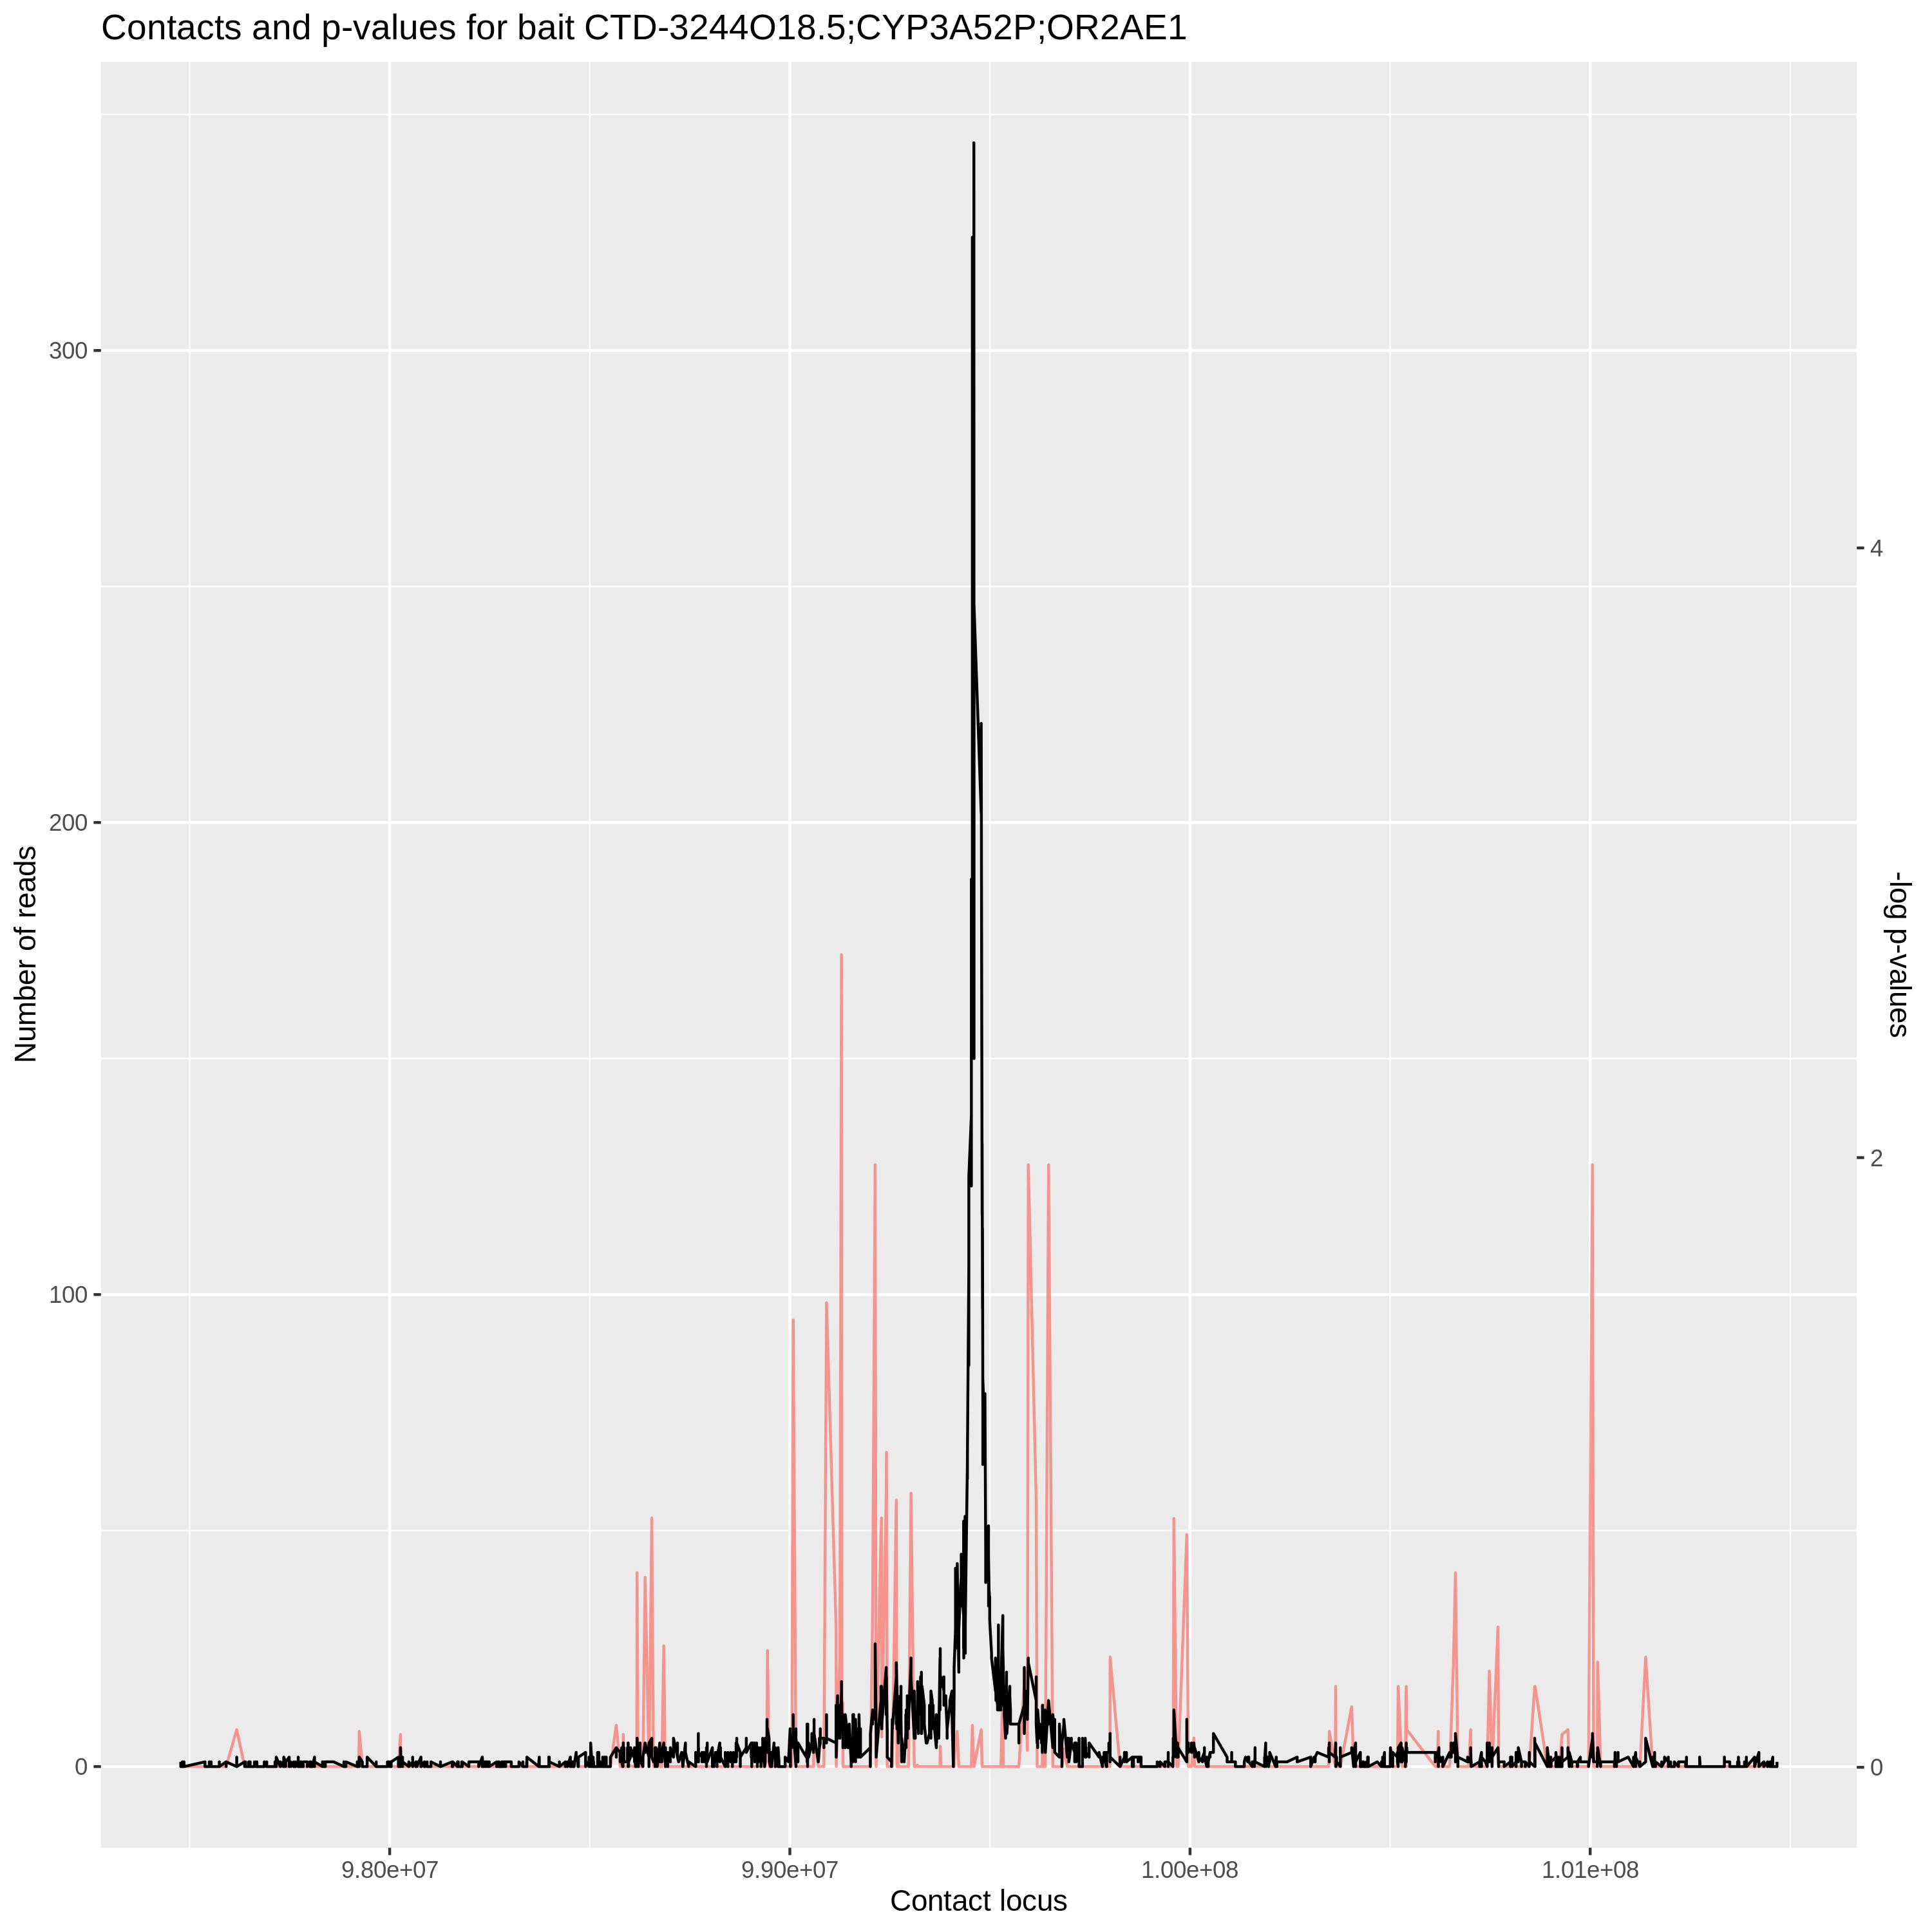 Contacts and p-values for bait CTD-3244O18.5;CYP3A52P;OR2AE1
300
200
100
0
Number of reads
4
2
0
-log p-values
9.80e+07
9.90e+07
1.00e+08
1.01e+08
Contact locus